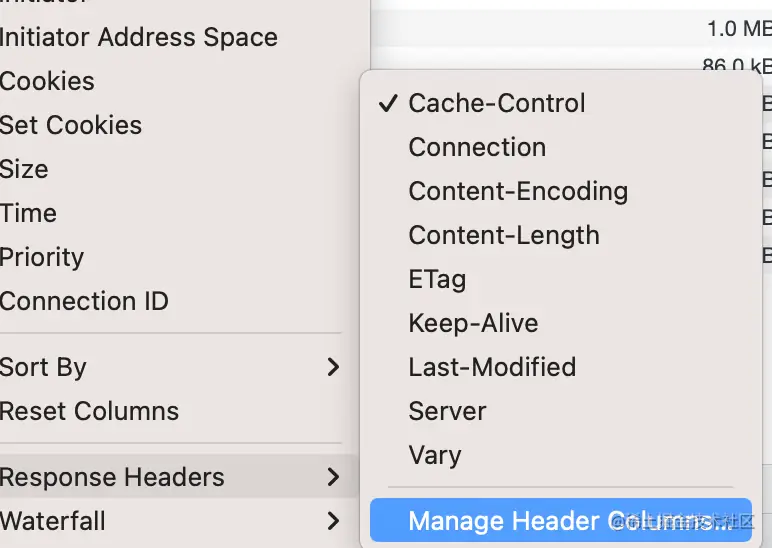 Initiator Address Space
Cookies
Set Cookies
Size
Time
Priority
Connection ID
Sort By
Reset Columns
Response Headers
Waterfall
1.0 MB
86.0 kB
Cache-Control
Connection
Content-Encoding
Content-Length
ETag
Keep-Alive
Last-Modified
Server
Vary
Manage Header Columns...
@稀土掘金技术社区